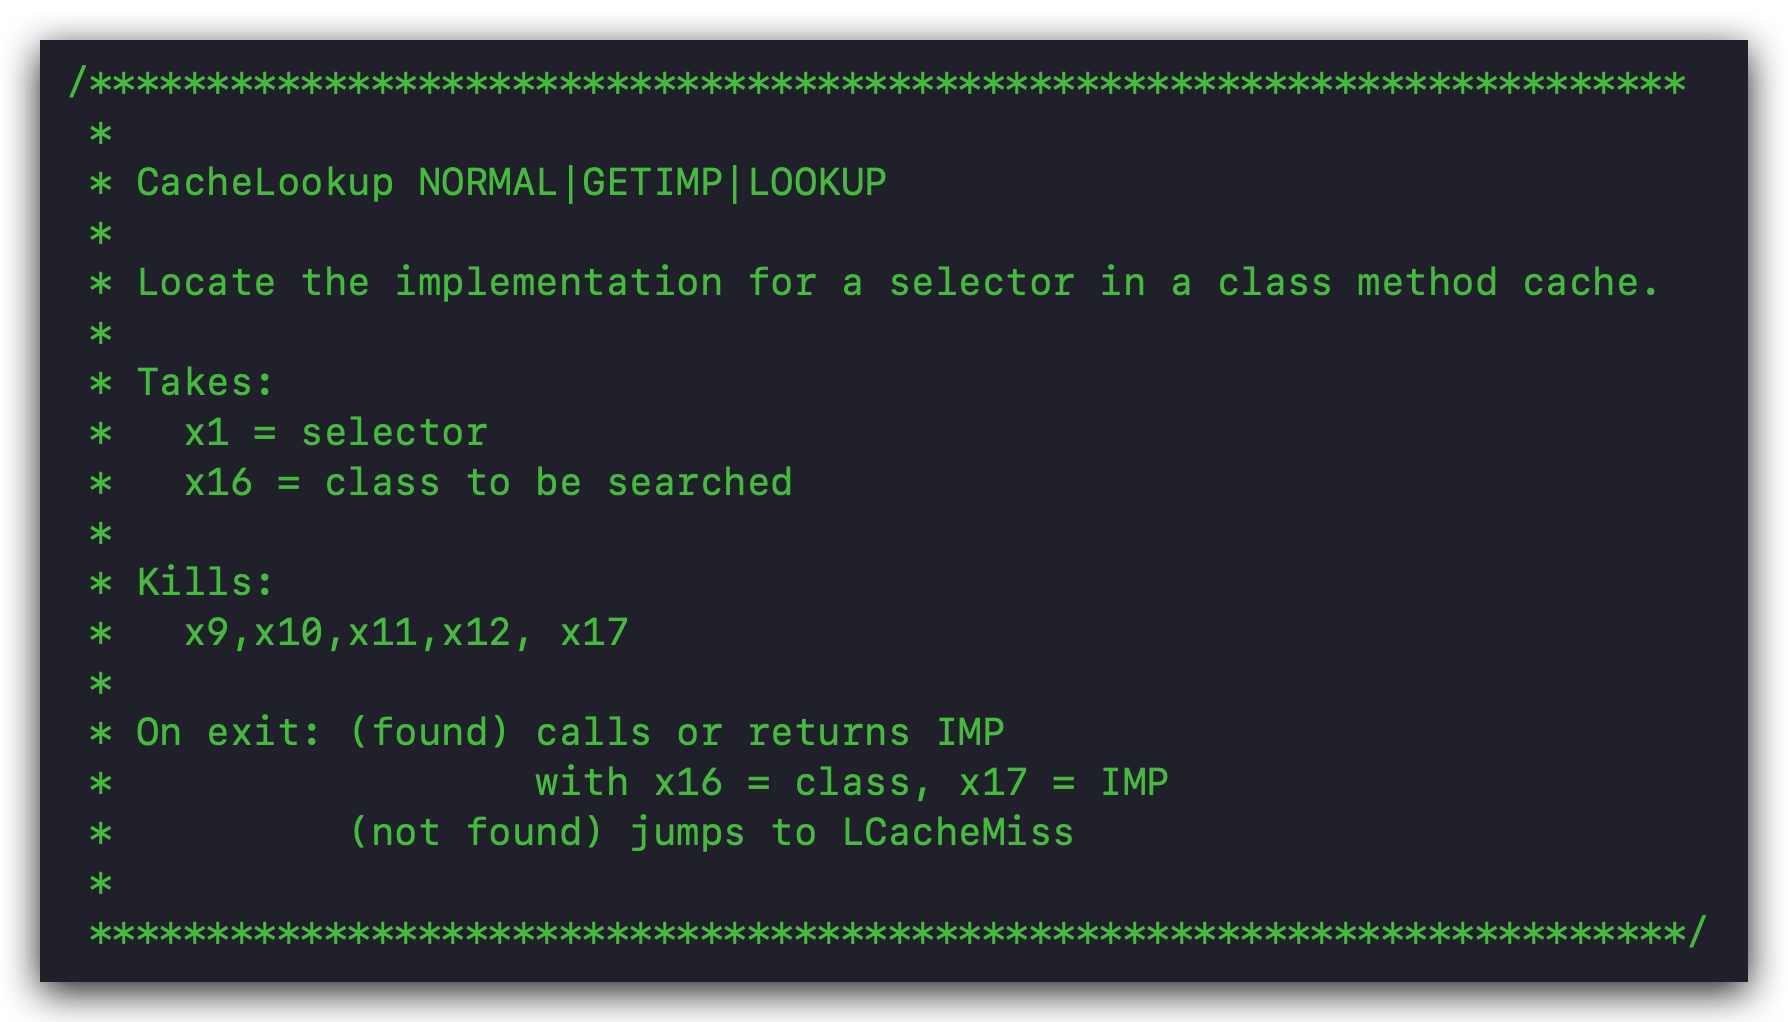 /********************************************************************
 *
 * CacheLookup NORMAL|GETIMP|LOOKUP
 *
 * Locate the implementation for a selector in a class method cache.
 *
 * Takes:
 *   x1 = selector
 *   x16 = class to be searched
 *
 * Kills:
 *   x9,x10,x11,x12, x17
 *
 * On exit: (found) calls or returns IMP
 *                  with x16 = class, x17 = IMP
 *          (not found) jumps to LCacheMiss
 *
 ********************************************************************/